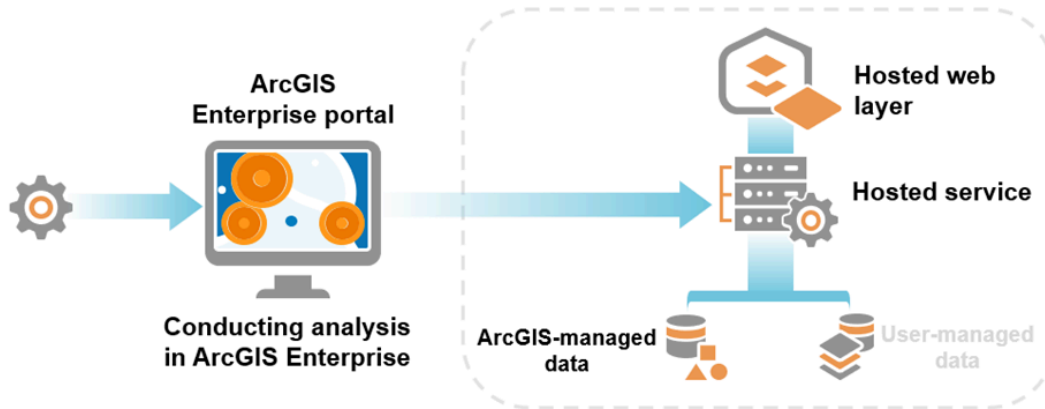 ArcGIS
Enterprise portal
Conducting analysis
in ArcGIS Enterprise
Hosted web
layer
Hosted service
ArcGIS-managed
data
User-managed
data